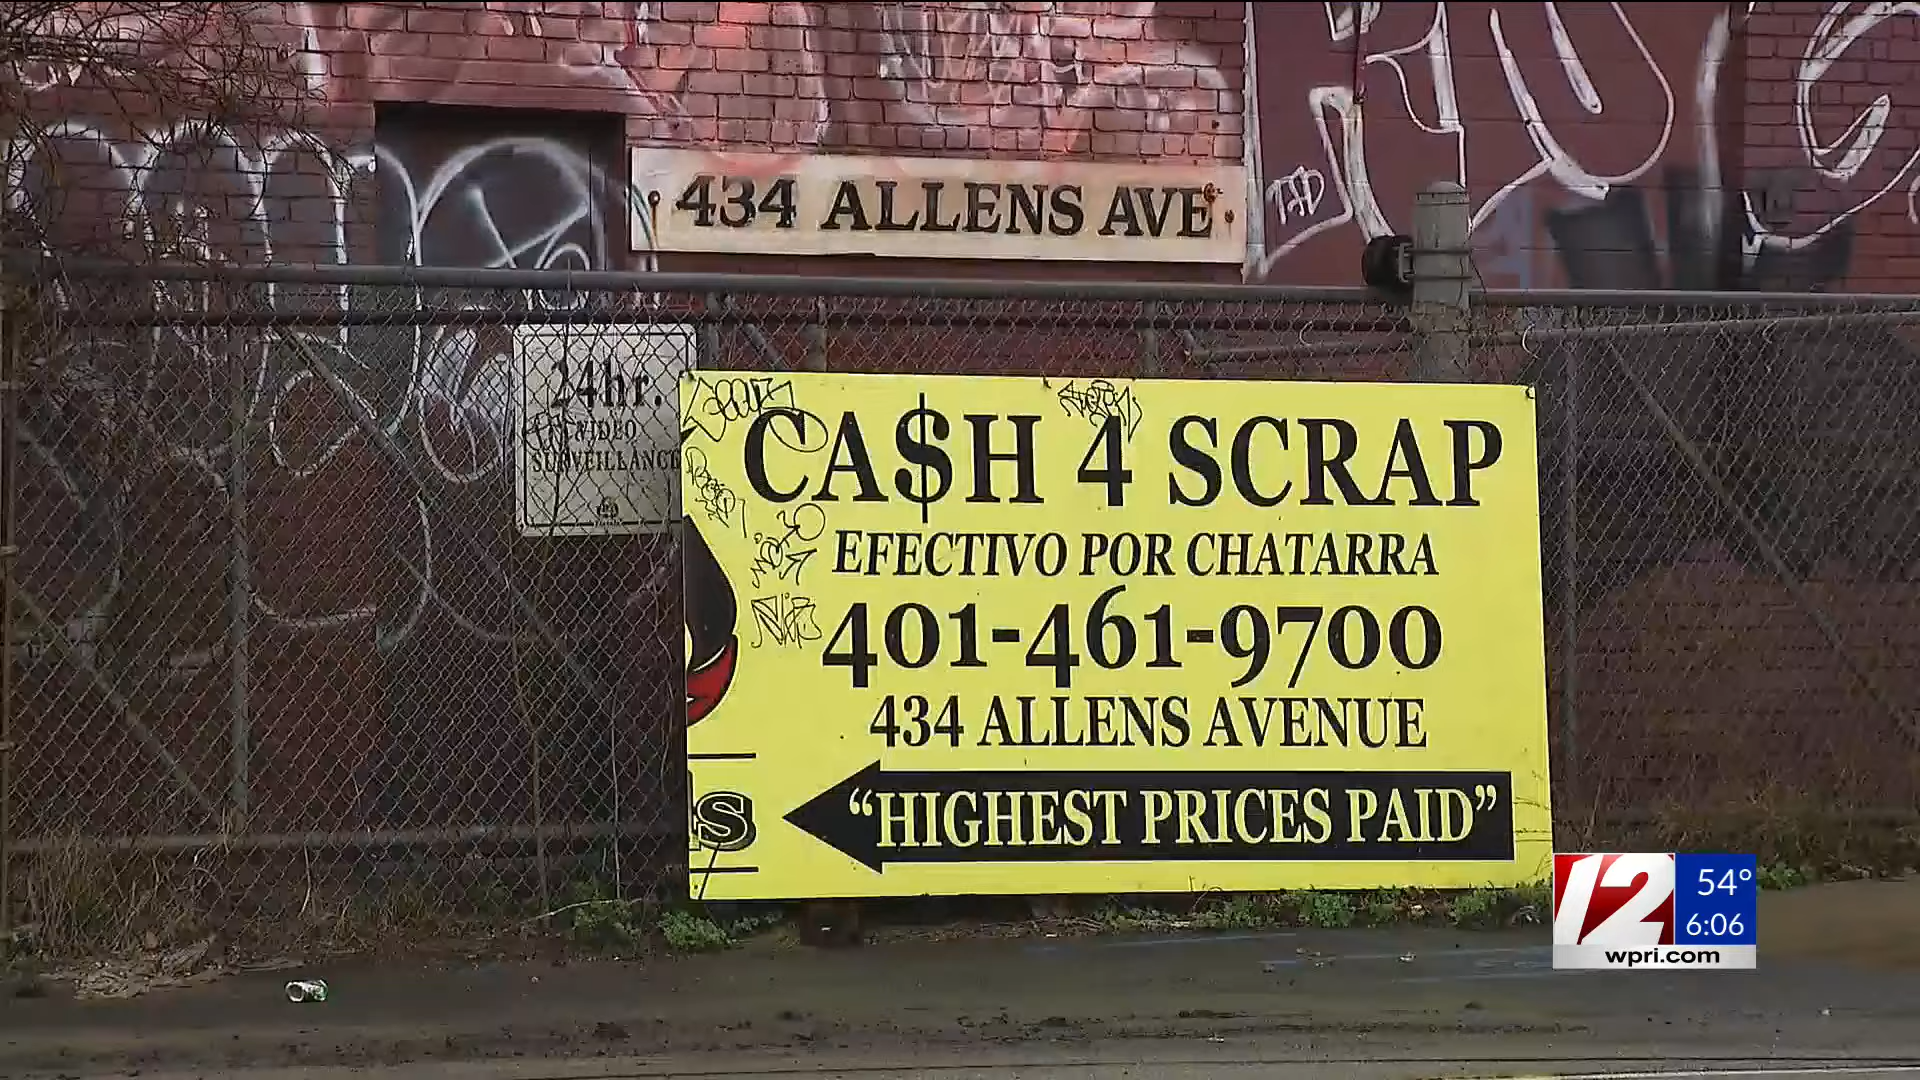 434 ALLENS AVE
24hr.
VIDEO
SURVEILLANCE
CA$H 4 SCRAP
EFECTIVO POR CHATARRA
401-461-9700
434 ALLENS AVENUE
“HIGHEST PRICES PAID”
S
12
54°
6:06
wpri.com